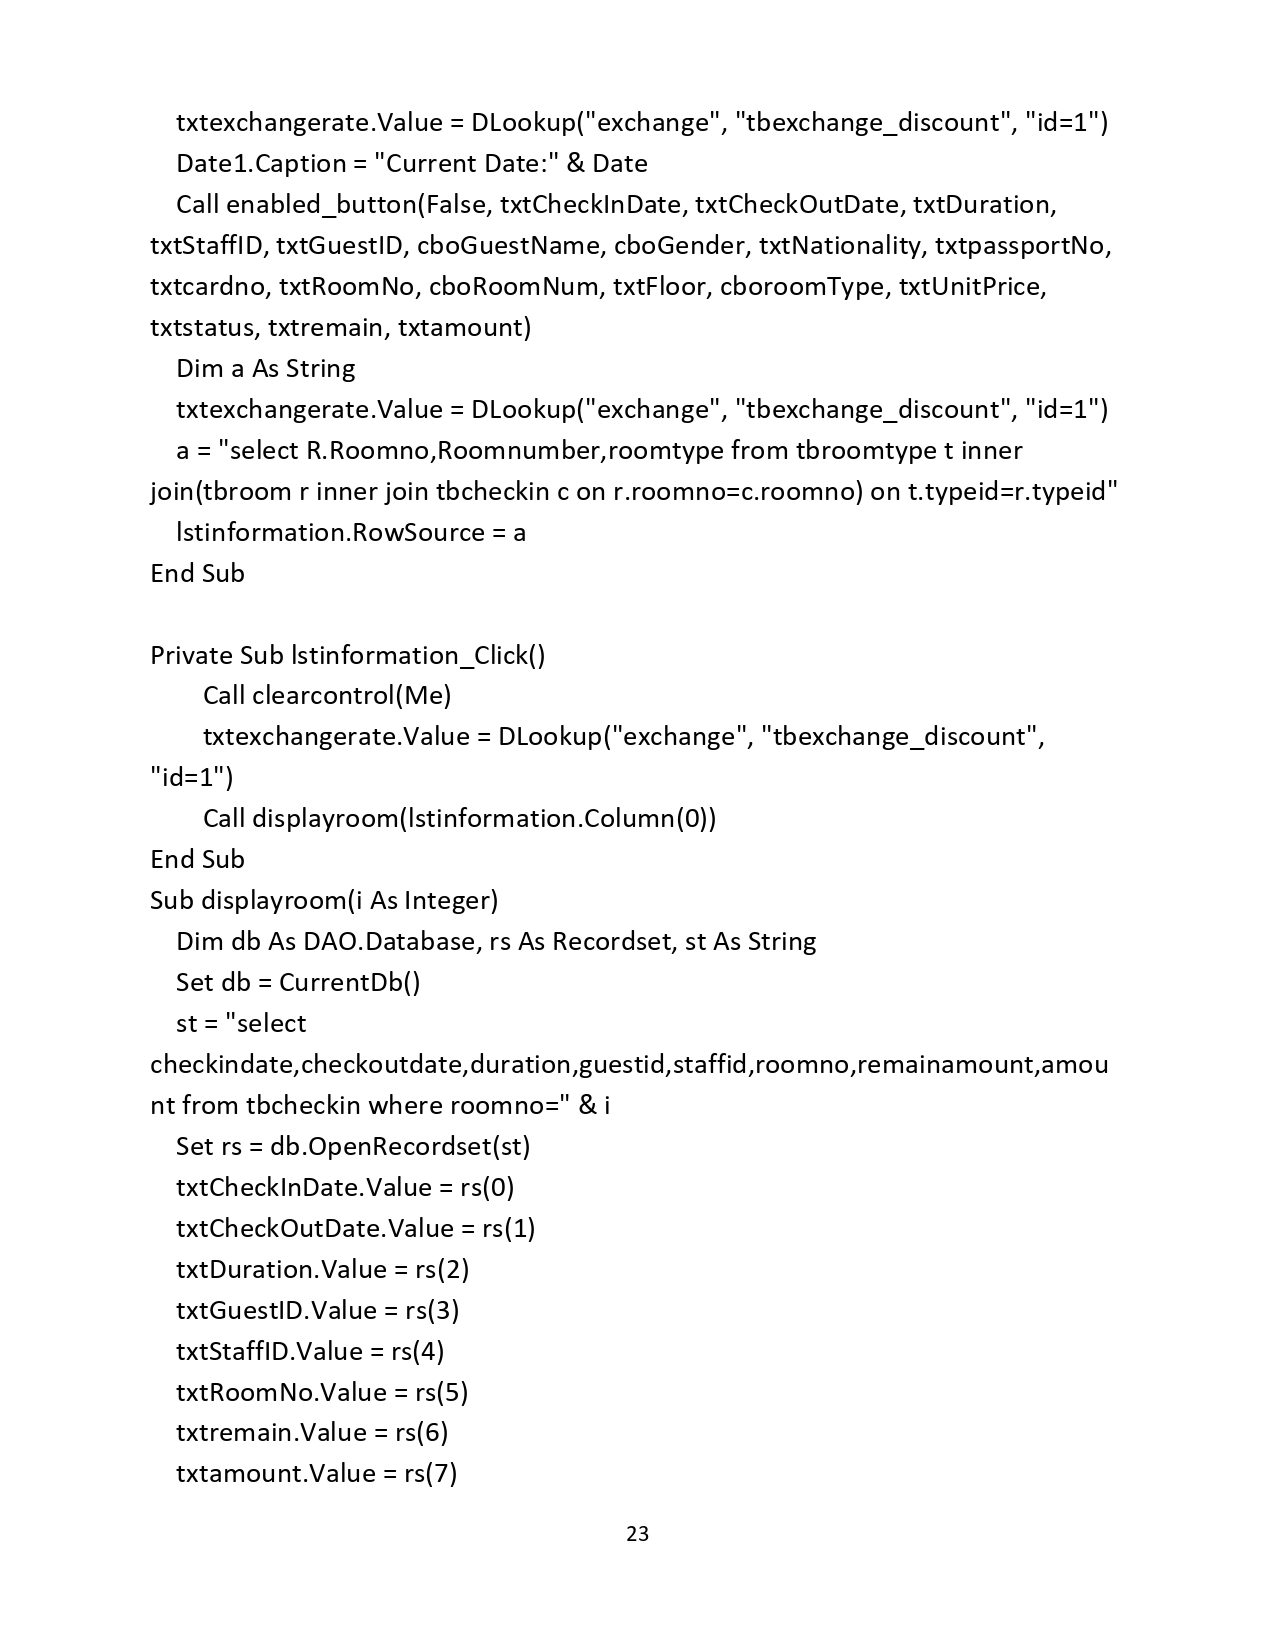 txtexchangerate.Value = DLookup("exchange", "tbexchange_discount", "id=1")
Date1.Caption = "Current Date:" & Date
Call enabled_button(False, txtCheckInDate, txtCheckOutDate, txtDuration,
txtStaffID, txtGuestID, cboGuestName, cboGender, txtNationality, txtpassportNo,
txtcardno, txtRoomNo, cboRoomNum, txtFloor, cboroomType, txtUnitPrice,
txtstatus, txtremain, txtamount)
Dim a As String
txtexchangerate.Value = DLookup("exchange", "tbexchange_discount", "id=1")
a = "select R.Roomno,Roomnumber,roomtype from tbroomtype t inner
join(tbroom r inner join tbcheckin c on r.roomno=c.roomno) on t.typeid=r.typeid"
lstinformation.RowSource = a
End Sub
Private Sub lstinformation_Click()
Call clearcontrol(Me)
txtexchangerate.Value = DLookup("exchange", "tbexchange_discount",
"id=1")
Call displayroom(lstinformation.Column(0))
End Sub
Sub displayroom(i As Integer)
Dim db As DAO.Database, rs As Recordset, st As String
Set db = CurrentDb()
st = "select
checkindate,checkoutdate,duration,guestid,staffid,roomno,remainamount,amou
nt from tbcheckin where roomno=" & i
Set rs = db.OpenRecordset(st)
txtCheckInDate.Value = rs(0)
txtCheckOutDate.Value = rs(1)
txtDuration.Value = rs(2)
txtGuestID.Value = rs(3)
txtStaffID.Value = rs(4)
txtRoomNo.Value = rs(5)
txtremain.Value = rs(6)
txtamount.Value = rs(7)
23